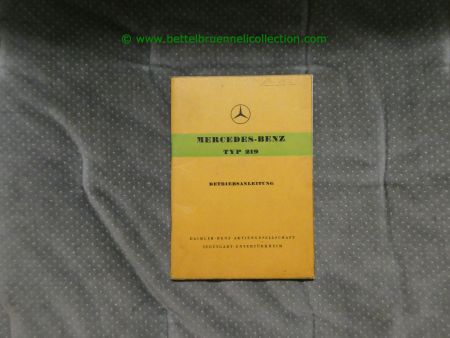 © www.bettelbruennelicollection.com
MERCEDES-BENZ
TYP 219
BETRIEBSANLEITUNG
DAIMLER-BENZ AKTIENGESELLSCHAFT
STUTTGART-UNTERTÜRKHEIM